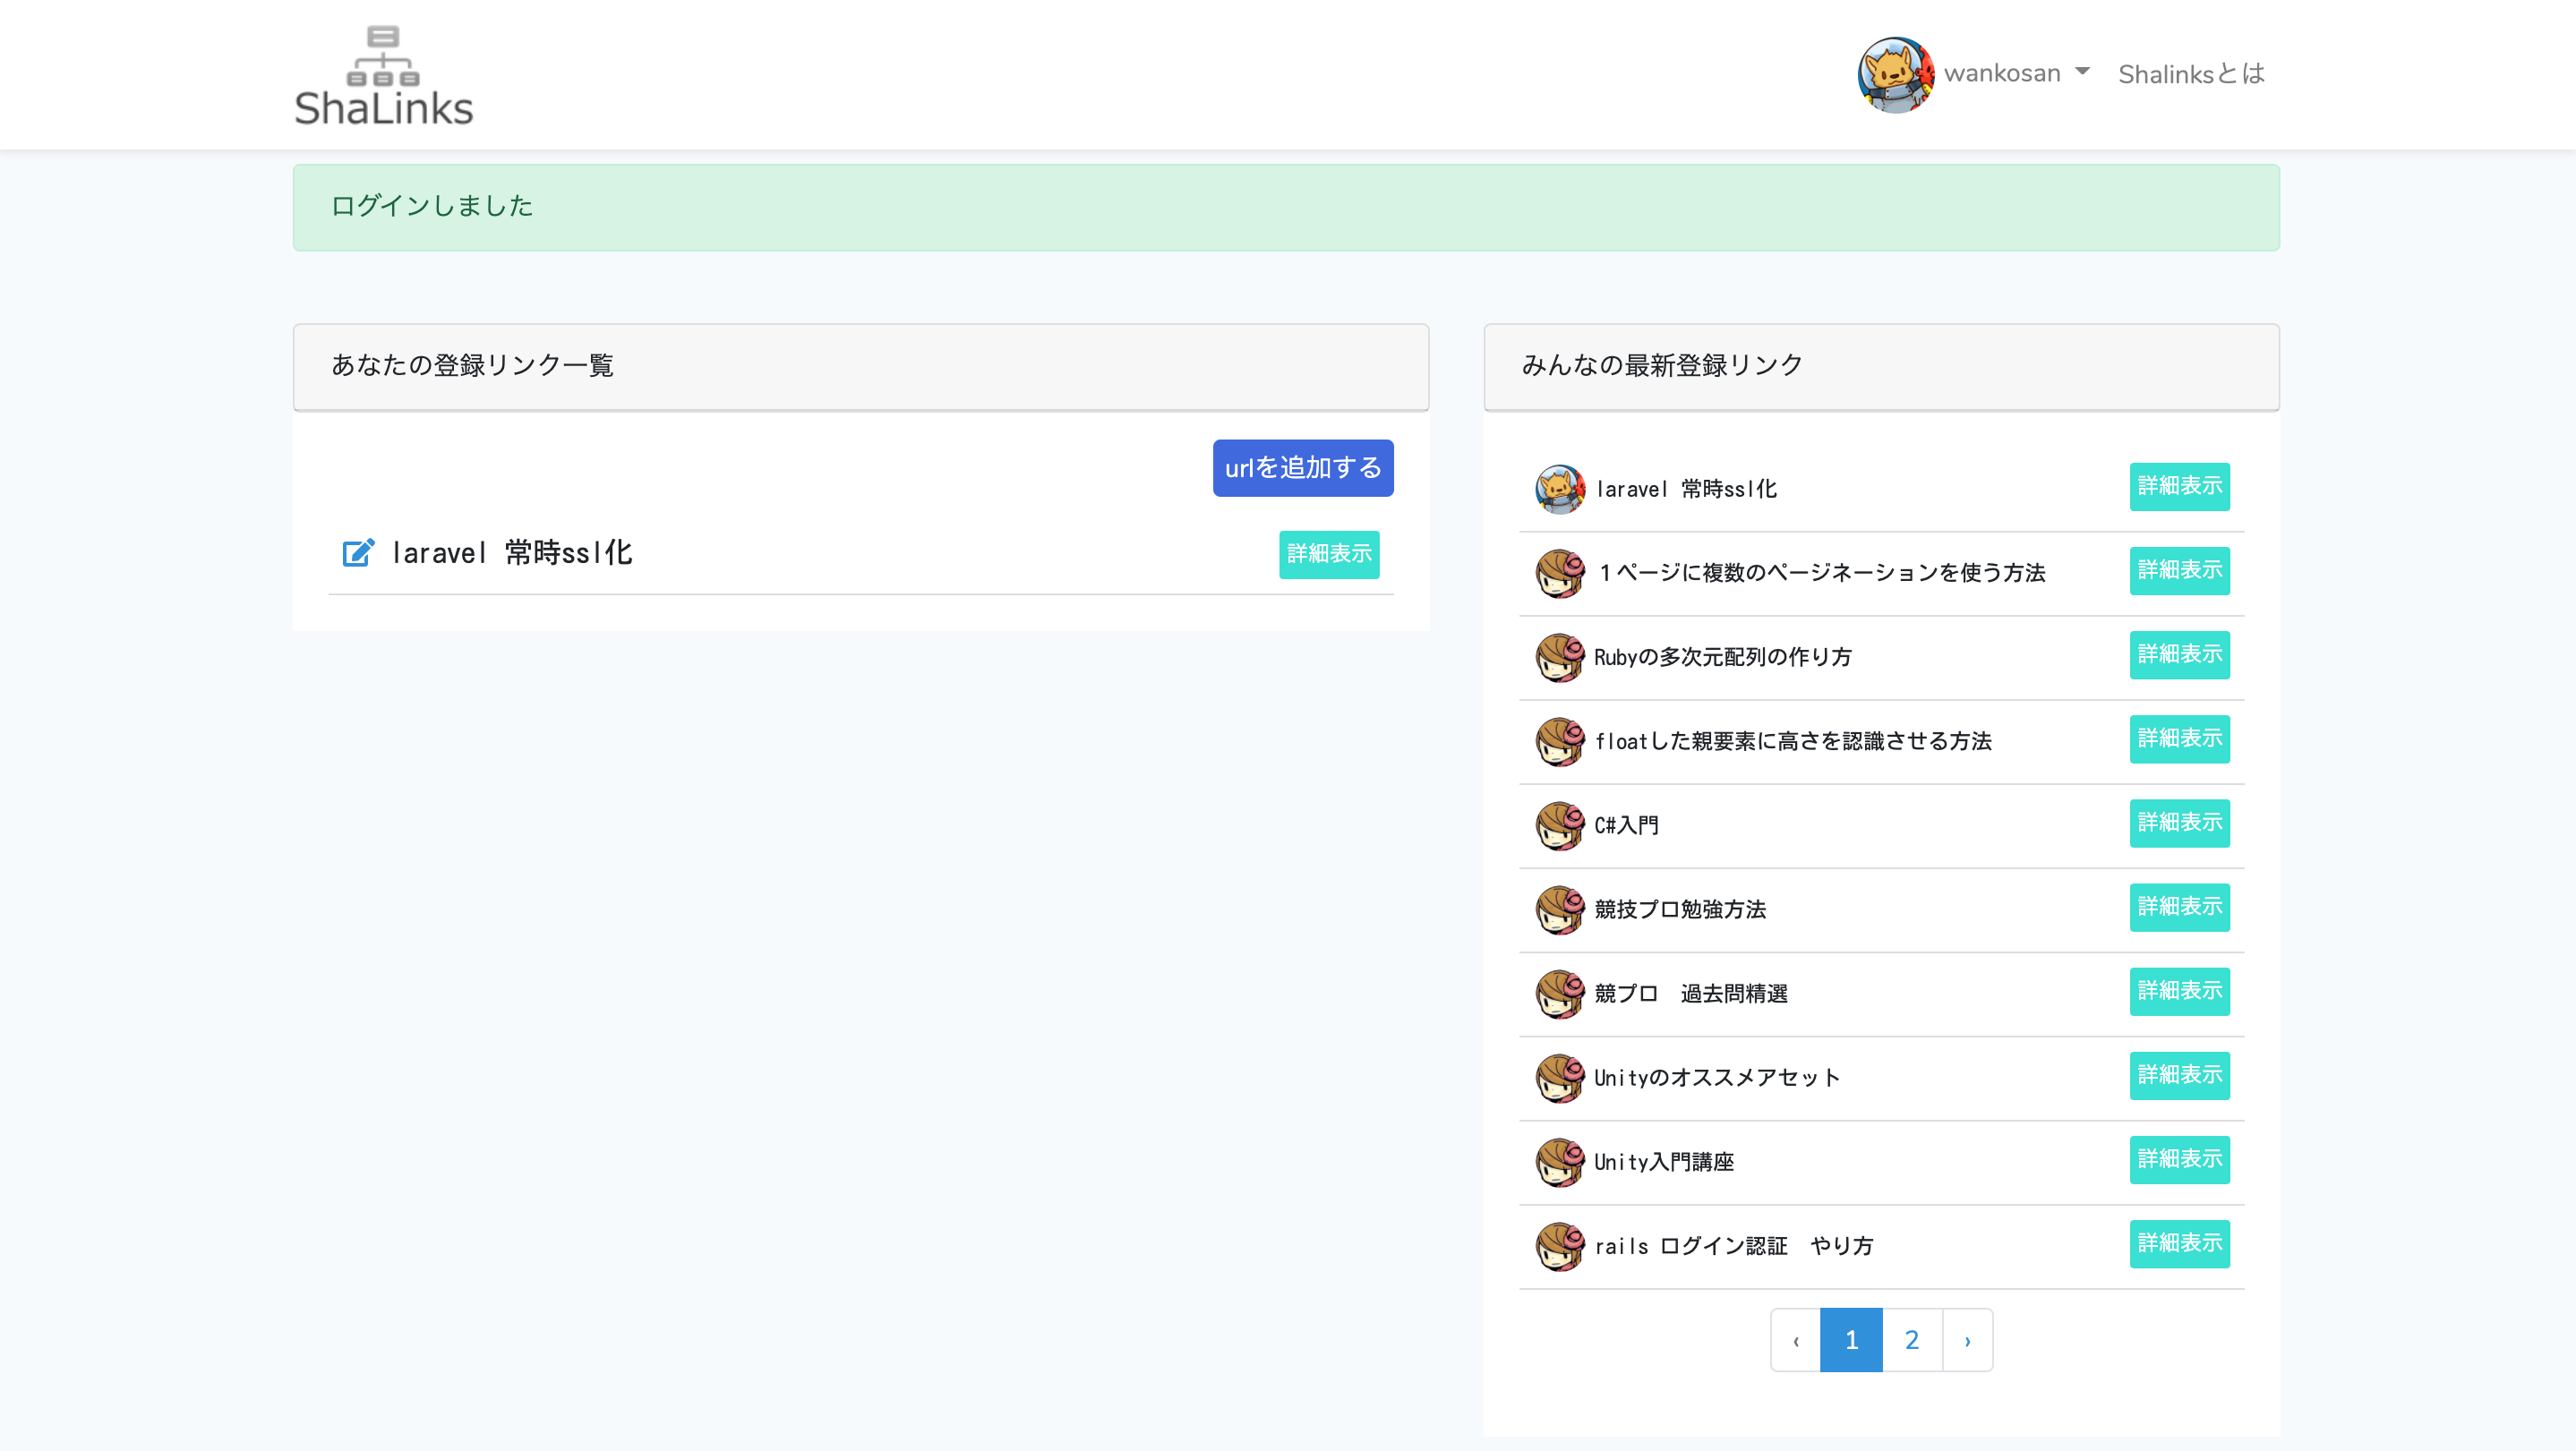 ShaLinks
wankosan
Shalinksとは
ログインしました
あなたの登録リンク一覧
urlを追加する
laravel 常時ssl化
詳細表示
みんなの最新登録リンク
laravel 常時ssl化
詳細表示
１ページに複数のページネーションを使う方法
詳細表示
Rubyの多次元配列の作り方
詳細表示
floatした親要素に高さを認識させる方法
詳細表示
C#入門
詳細表示
競技プロ勉強方法
詳細表示
競プロ　過去問精選
詳細表示
Unityのオススメアセット
詳細表示
Unity入門講座
詳細表示
rails ログイン認証　やり方
詳細表示
‹ 1 2 ›